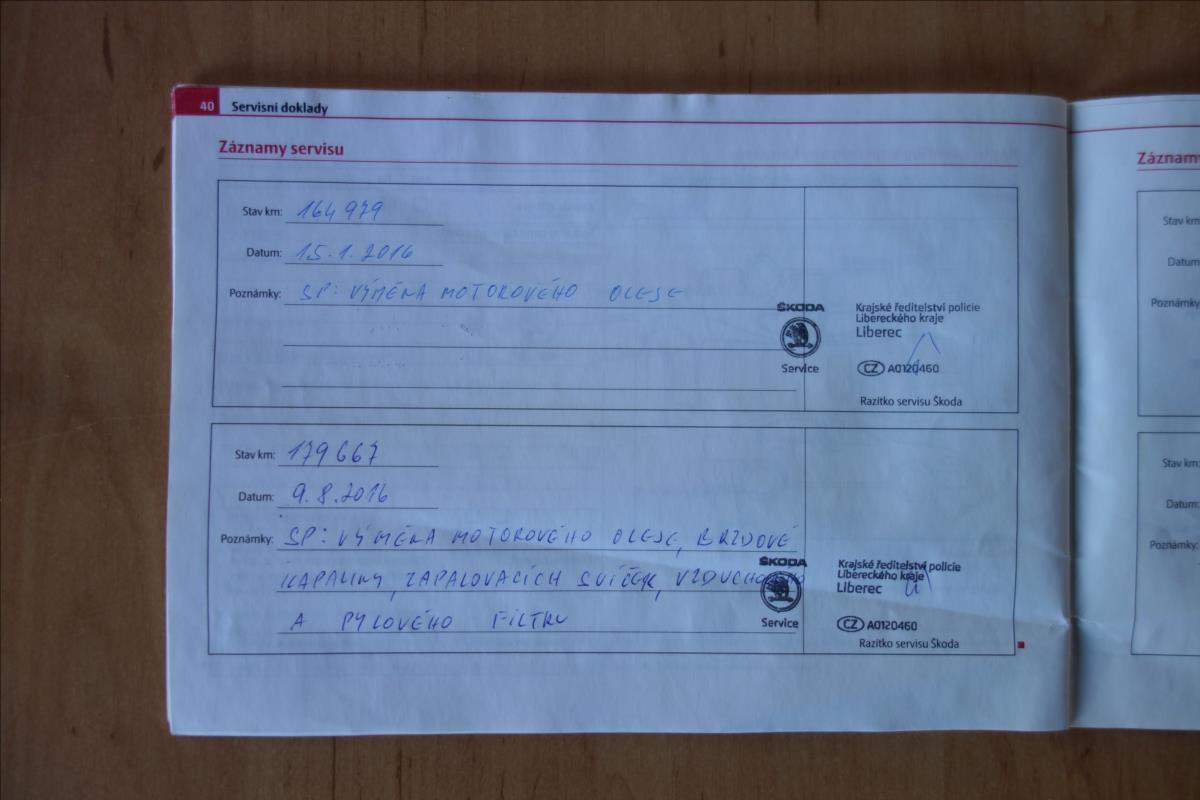 40 Servisní doklady
Záznamy servisu
Stav km: 164 979
Datum: 15.1.2016
Poznámky: SP: VÝMĚNA MOTOROVÉHO OLEJE
ŠKODA
Service
Krajské ředitelství policie
Libereckého kraje
Liberec
CZ A0120460
Razítko servisu Škoda
Stav km: 179 667
Datum: 9.8.2016
Poznámky: SP: VÝMĚNA MOTOROVÉHO OLEJE, BRZDOVÉ
KAPALINY, ZAPALOVACÍCH SVÍČEK, VZDUCHOVÉHO
A PYLOVÉHO FILTRU
ŠKODA
Service
Krajské ředitelství policie
Libereckého kraje
Liberec
CZ A0120460
Razítko servisu Škoda
Záznamy
Stav km:
Datum:
Poznámky:
Stav km:
Datum:
Poznámky: